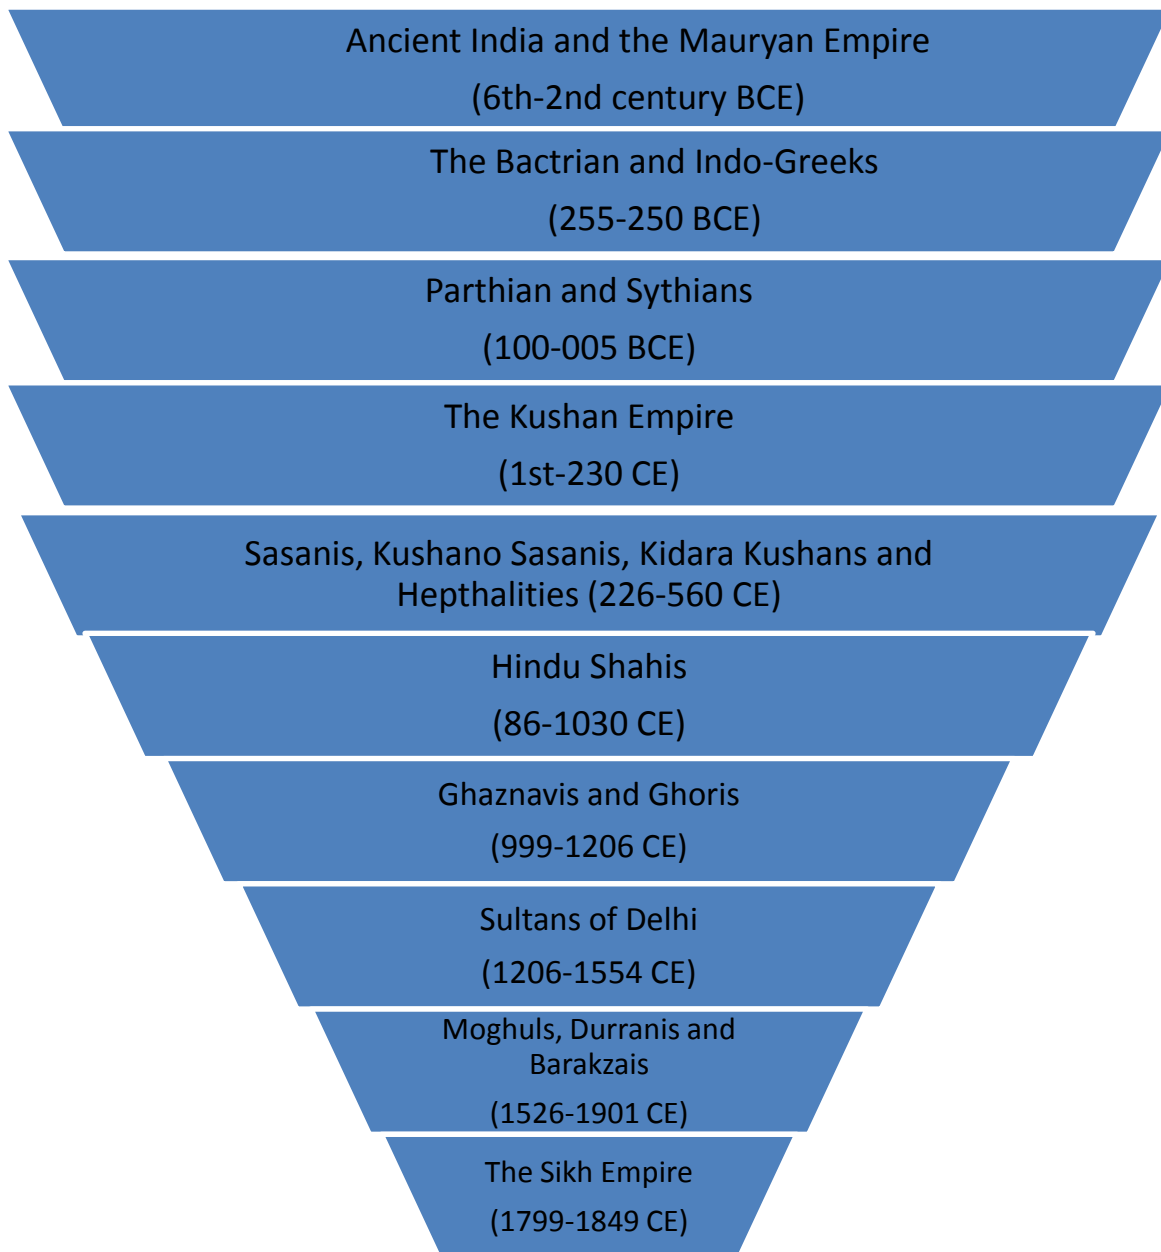 Ancient India and the Mauryan Empire
(6th-2nd century BCE)
The Bactrian and Indo-Greeks
(255-250 BCE)
Parthian and Sythians
(100-005 BCE)
The Kushan Empire
(1st-230 CE)
Sasanis, Kushano Sasanis, Kidara Kushans and
Hepthalities (226-560 CE)
Hindu Shahis
(86-1030 CE)
Ghaznavis and Ghoris
(999-1206 CE)
Sultans of Delhi
(1206-1554 CE)
Moghuls, Durranis and
Barakzais
(1526-1901 CE)
The Sikh Empire
(1799-1849 CE)